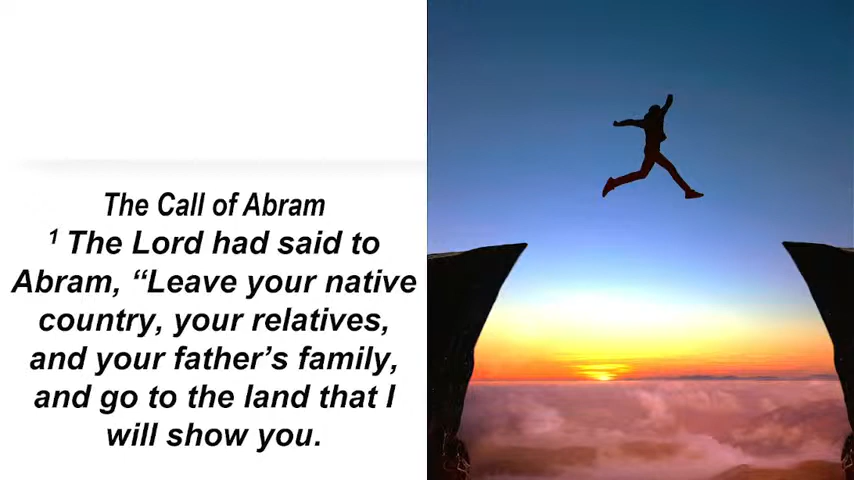 The Call of Abram
¹ The Lord had said to
Abram, “Leave your native
country, your relatives,
and your father’s family,
and go to the land that I
will show you.